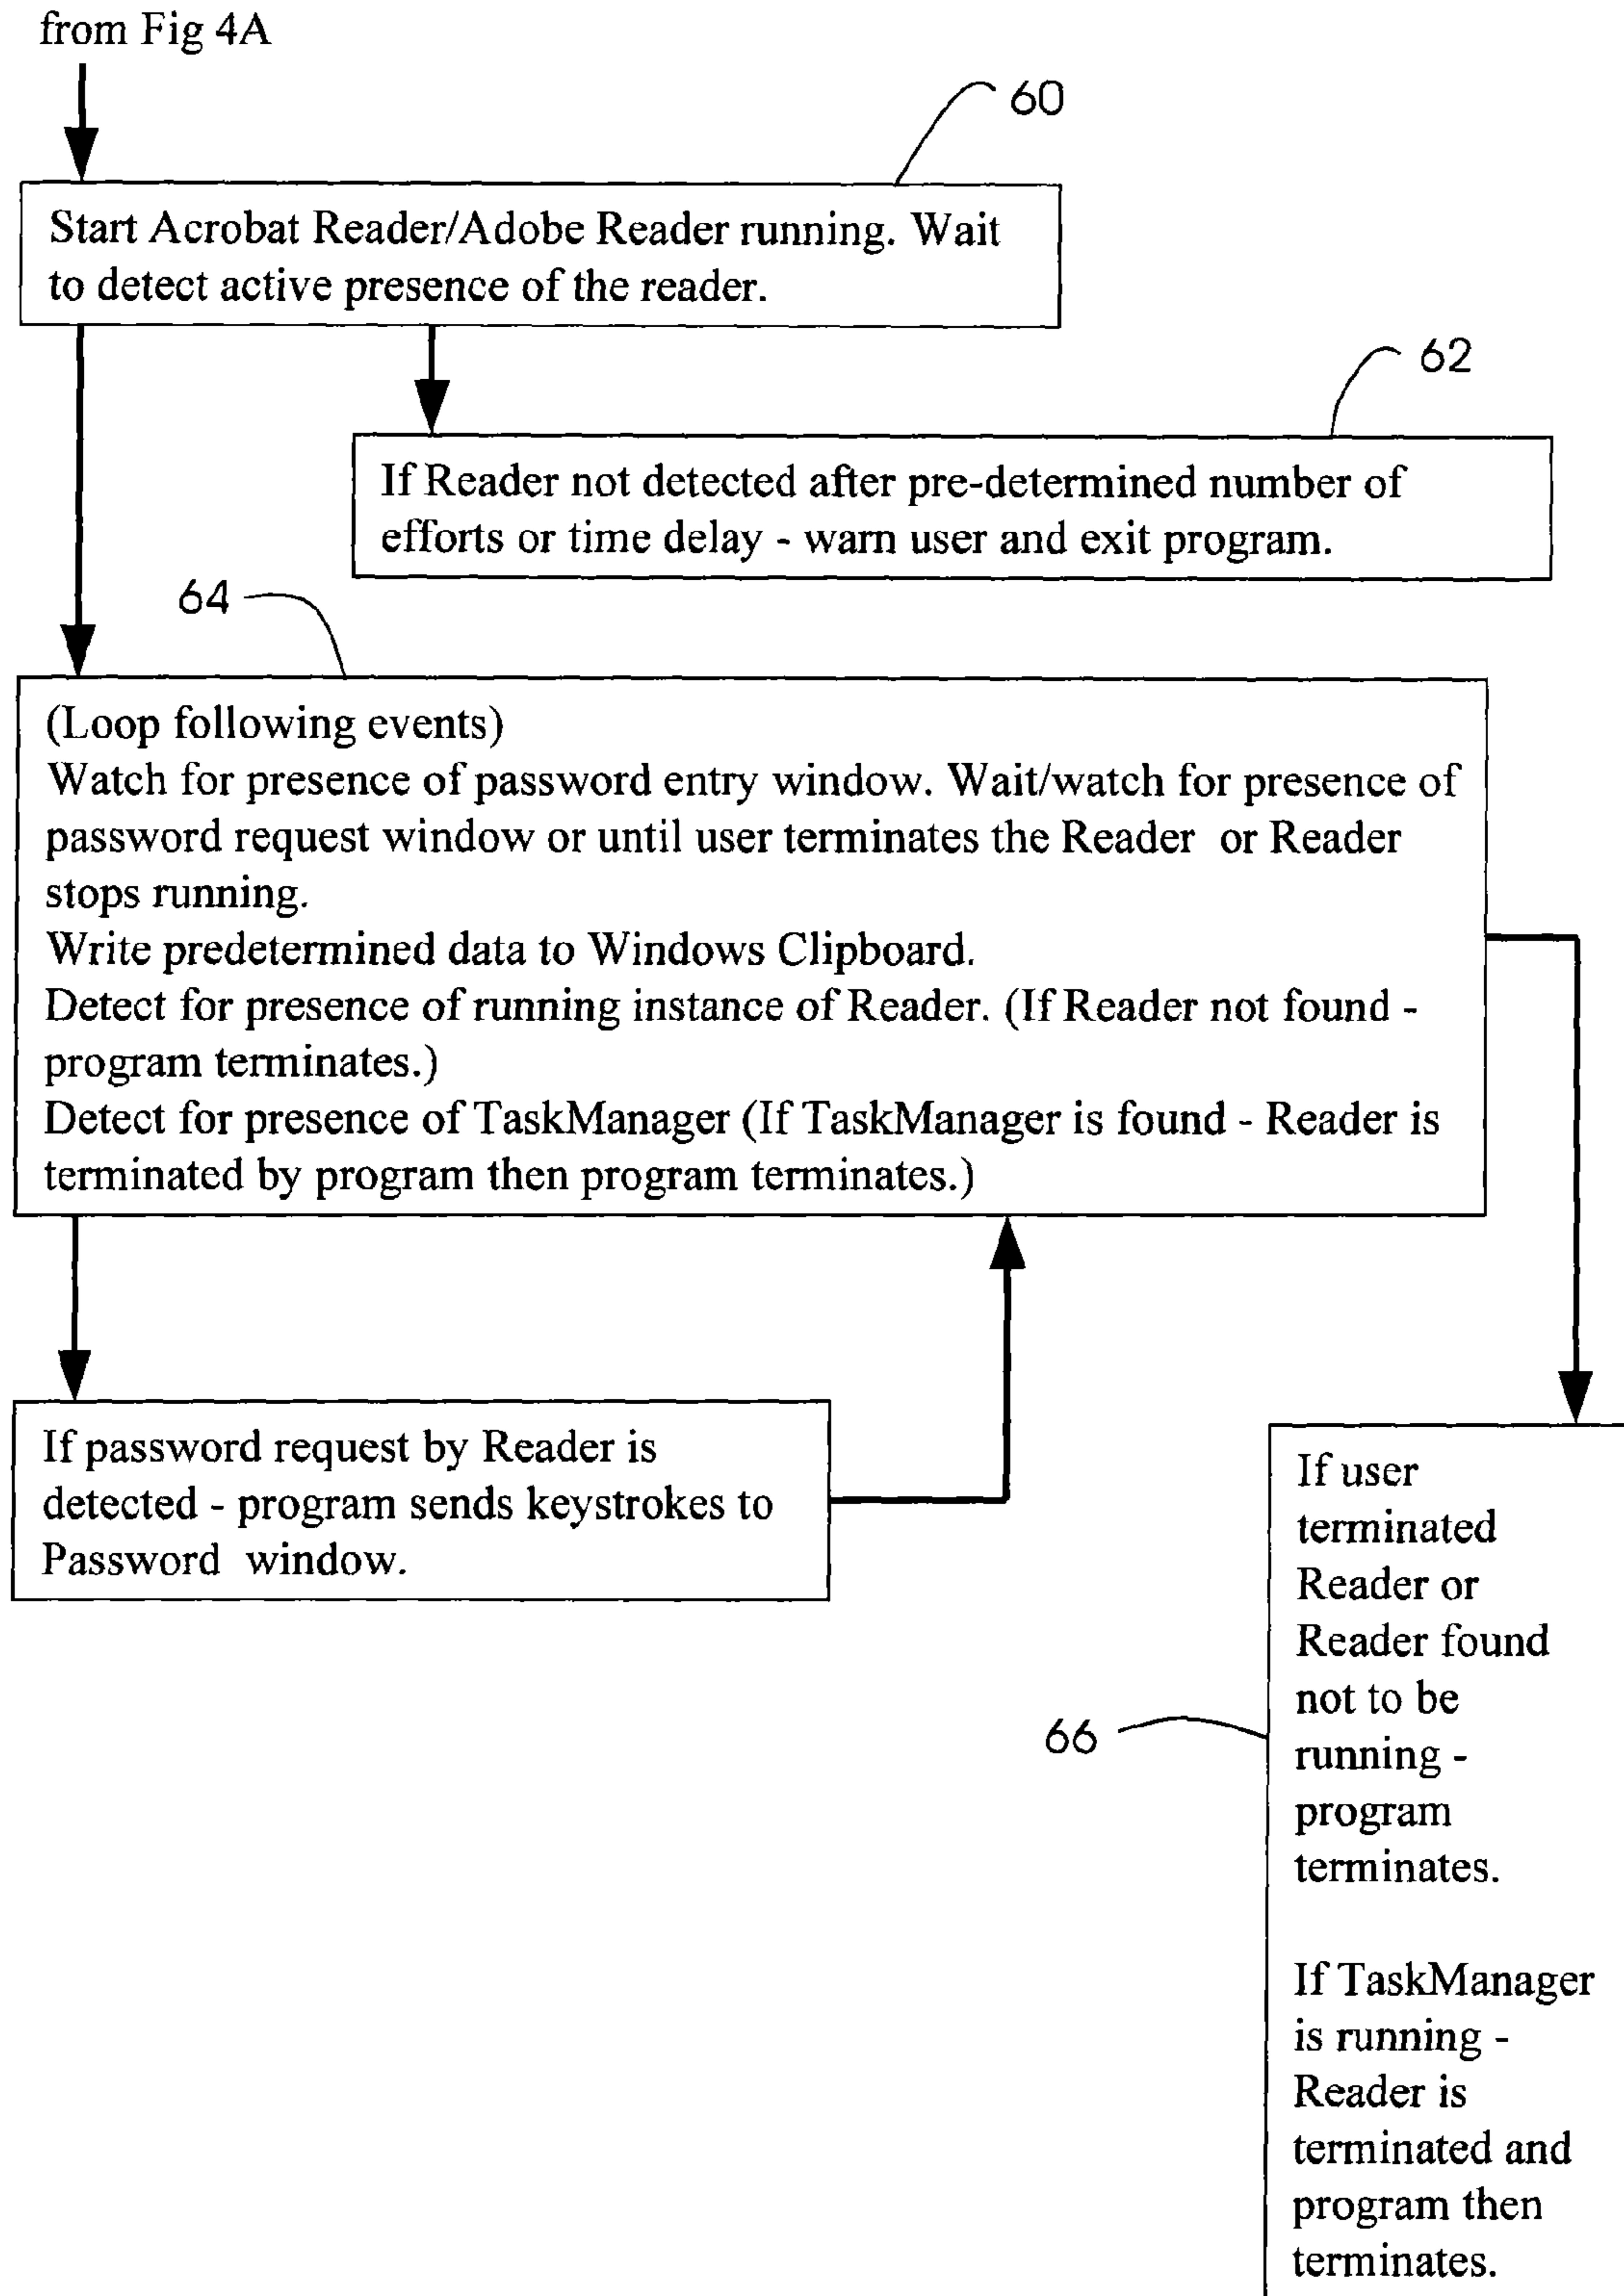 from Fig 4A
60
Start Acrobat Reader/Adobe Reader running. Wait
to detect active presence of the reader.
62
If Reader not detected after pre-determined number of
efforts or time delay - warn user and exit program.
64
(Loop following events)
Watch for presence of password entry window. Wait/watch for presence of
password request window or until user terminates the Reader or Reader
stops running.
Write predetermined data to Windows Clipboard.
Detect for presence of running instance of Reader. (If Reader not found -
program terminates.)
Detect for presence of TaskManager (If TaskManager is found - Reader is
terminated by program then program terminates.)
If password request by Reader is
detected - program sends keystrokes to
Password window.
66
If user
terminated
Reader or
Reader found
not to be
running -
program
terminates.
If TaskManager
is running -
Reader is
terminated and
program then
terminates.